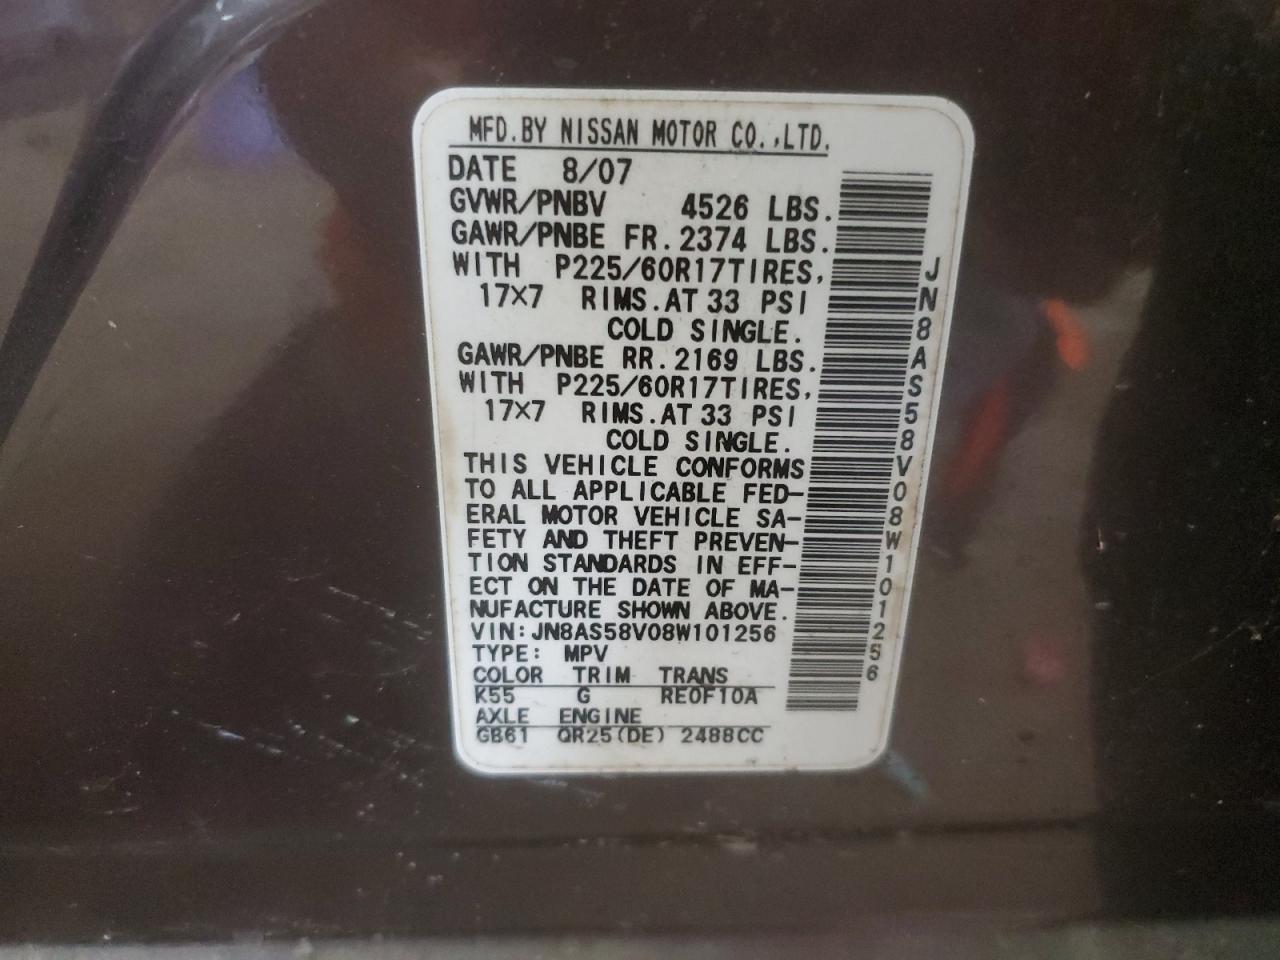 MFD.BY NISSAN MOTOR CO.,LTD.
DATE 8/07
GVWR/PNBV 4526 LBS.
GAWR/PNBE FR. 2374 LBS.
WITH P225/60R17TIRES,
17×7 RIMS.AT 33 PSI
COLD SINGLE.
GAWR/PNBE RR. 2169 LBS.
WITH P225/60R17TIRES,
17×7 RIMS.AT 33 PSI
COLD SINGLE.
THIS VEHICLE CONFORMS
TO ALL APPLICABLE FED-
ERAL MOTOR VEHICLE SA-
FETY AND THEFT PREVEN-
TION STANDARDS IN EFF-
ECT ON THE DATE OF MA-
NUFACTURE SHOWN ABOVE.
VIN:JN8AS58V08W101256
TYPE: MPV
COLOR TRIM TRANS
K55 G RE0F10A
AXLE ENGINE
GB61 QR25(DE) 2488CC
JN8AS58V08W101256